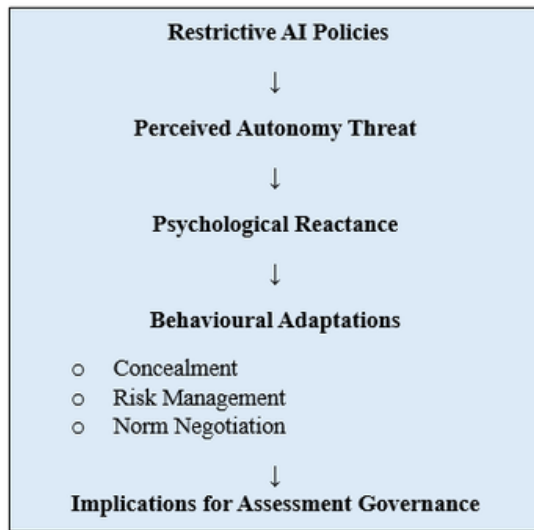 Restrictive AI Policies
↓
Perceived Autonomy Threat
↓
Psychological Reactance
↓
Behavioural Adaptations
o Concealment
o Risk Management
o Norm Negotiation
↓
Implications for Assessment Governance